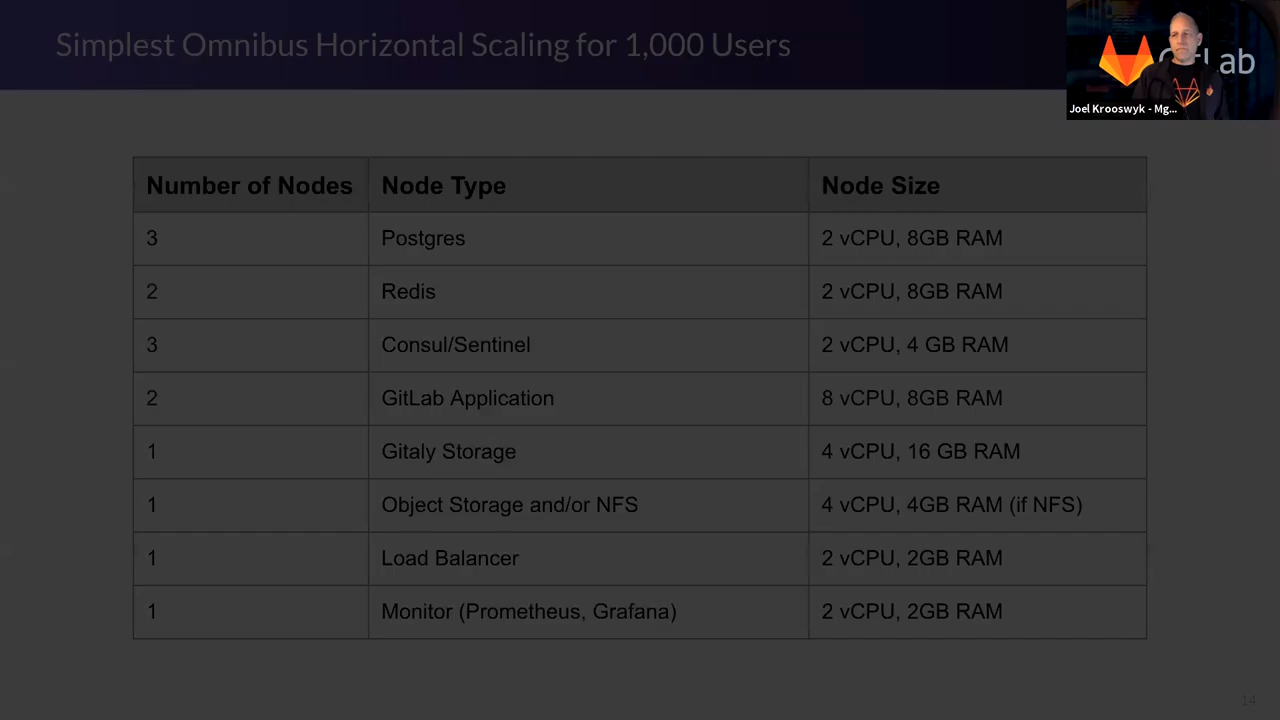 Simplest Omnibus Horizontal Scaling for 1,000 Users
GitLab
Joel Krooswyk - Mg...
Number of Nodes Node Type Node Size
3 Postgres 2 vCPU, 8GB RAM
2 Redis 2 vCPU, 8GB RAM
3 Consul/Sentinel 2 vCPU, 4 GB RAM
2 GitLab Application 8 vCPU, 8GB RAM
1 Gitaly Storage 4 vCPU, 16 GB RAM
1 Object Storage and/or NFS 4 vCPU, 4GB RAM (if NFS)
1 Load Balancer 2 vCPU, 2GB RAM
1 Monitor (Prometheus, Grafana) 2 vCPU, 2GB RAM
14